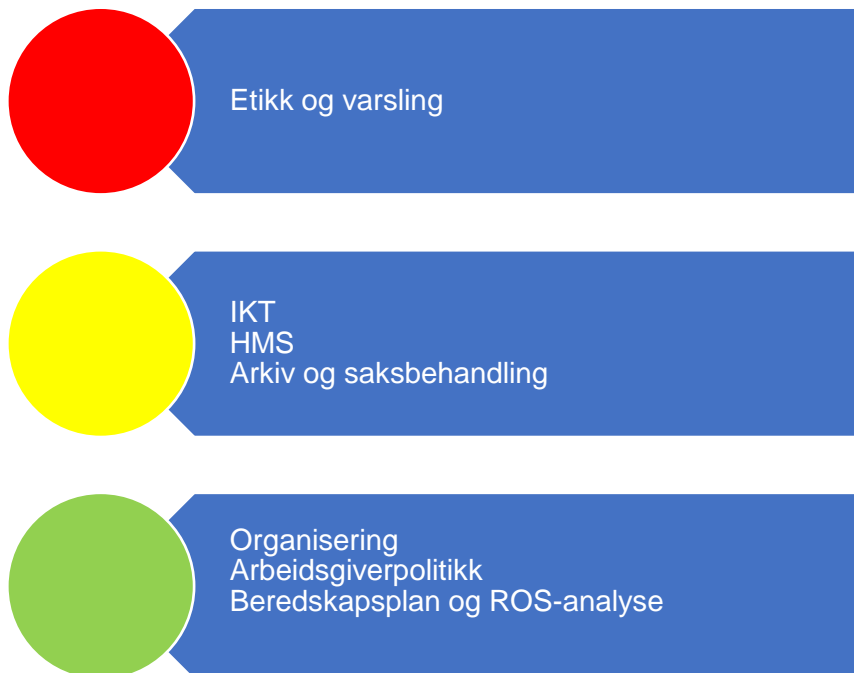 Etikk og varsling
IKT
HMS
Arkiv og saksbehandling
Organisering
Arbeidsgiverpolitikk
Beredskapsplan og ROS-analyse